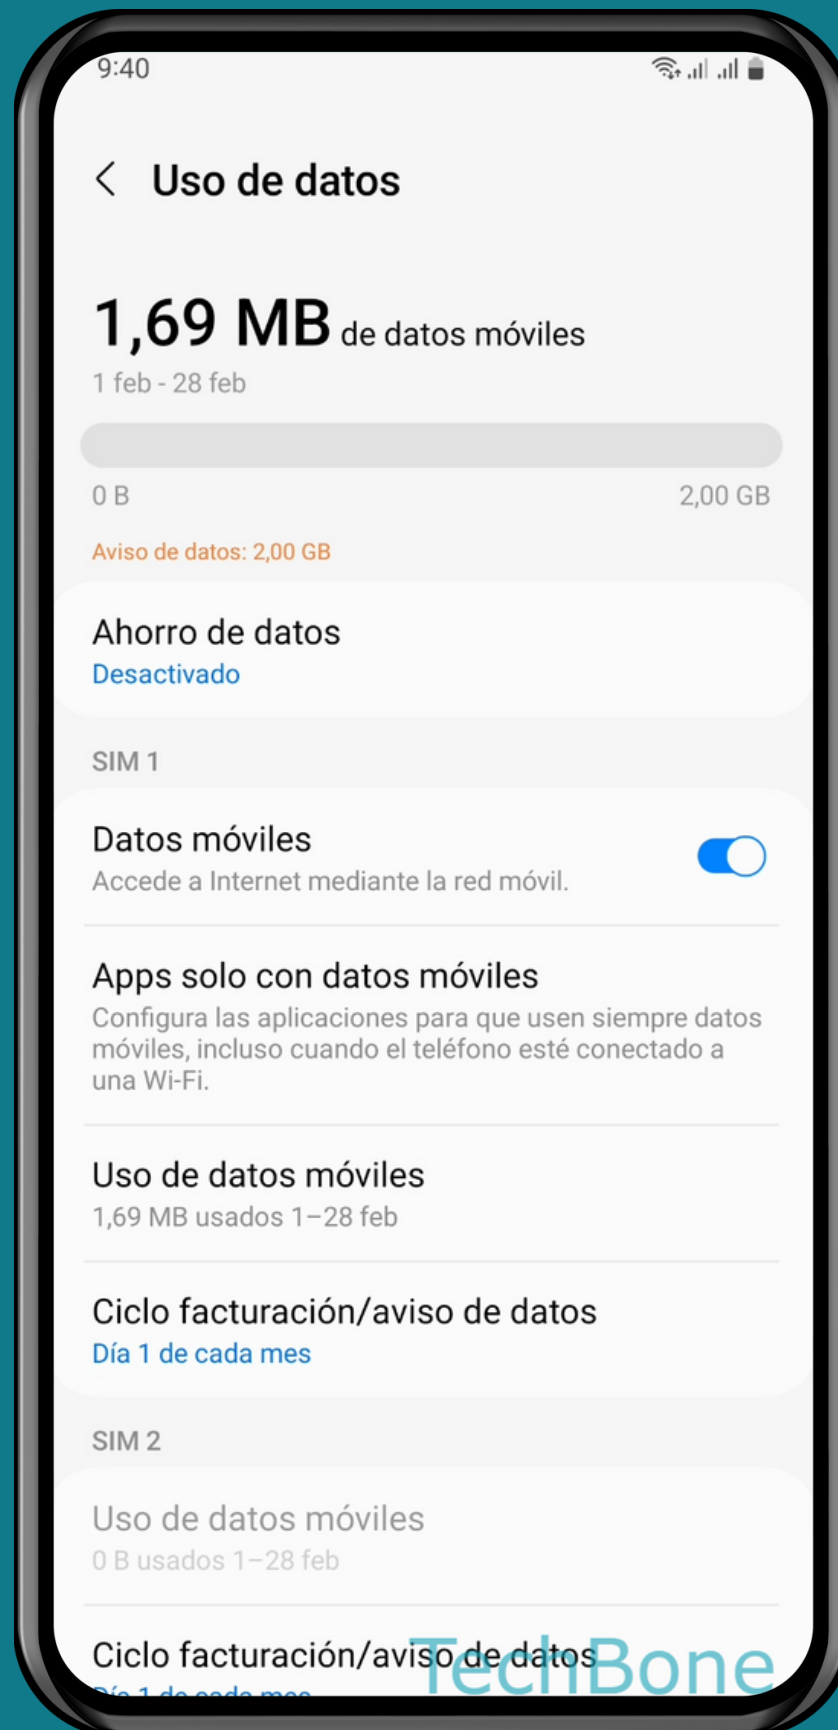 9:40
Uso de datos
1,69 MB de datos móviles
1 feb - 28 feb
0 B 2,00 GB
Aviso de datos: 2,00 GB
Ahorro de datos
Desactivado
SIM 1
Datos móviles
Accede a Internet mediante la red móvil.
Apps solo con datos móviles
Configura las aplicaciones para que usen siempre datos
móviles, incluso cuando el teléfono esté conectado a
una Wi-Fi.
Uso de datos móviles
1,69 MB usados 1–28 feb
Ciclo facturación/aviso de datos
Día 1 de cada mes
SIM 2
Uso de datos móviles
0 B usados 1–28 feb
Ciclo facturación/aviso de datos
Día 1 de cada mes
TechBone